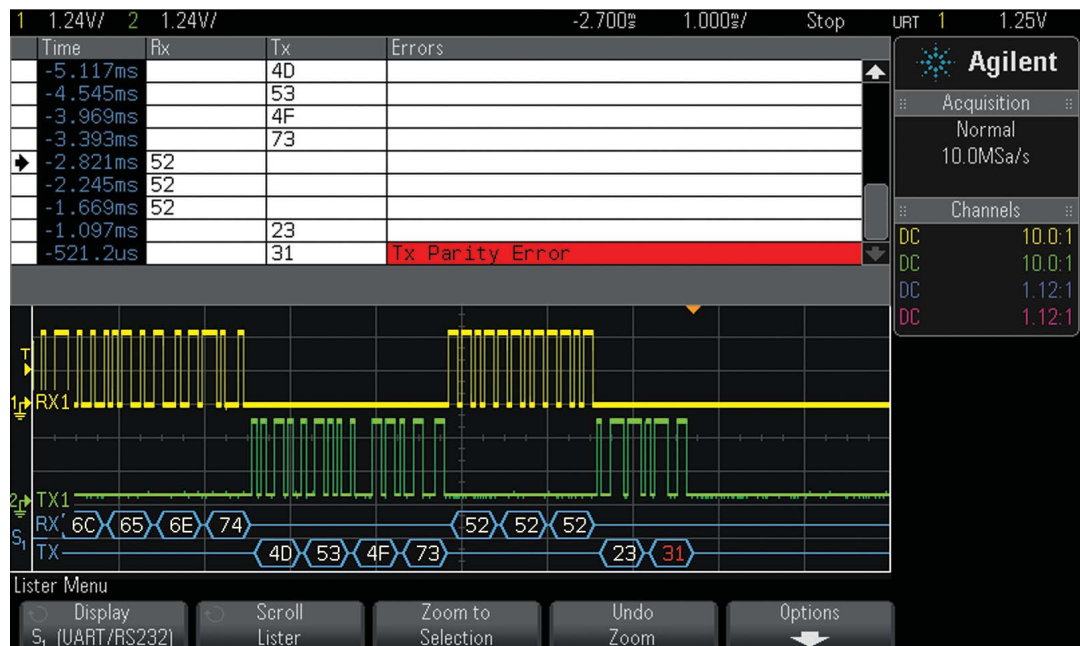 1 1.24V/ 2 1.24V/ -2.700ms 1.000ms/ Stop URT 1 1.25V
Time Rx Tx Errors
-5.117ms 4D
-4.545ms 53
-3.969ms 4F
-3.393ms 73
-2.821ms 52
-2.245ms 52
-1.669ms 52
-1.097ms 23
-521.2us 31 Tx Parity Error
Agilent
Acquisition
Normal
10.0MSa/s
Channels
DC 10.0:1
DC 10.0:1
DC 1.12:1
DC 1.12:1
T
1 RX1
2 TX1
S1
RX 6C 65 6E 74 52 52 52
TX 4D 53 4F 73 23 31
Lister Menu
Display
S1 (UART/RS232)
Scroll
Lister
Zoom to
Selection
Undo
Zoom
Options